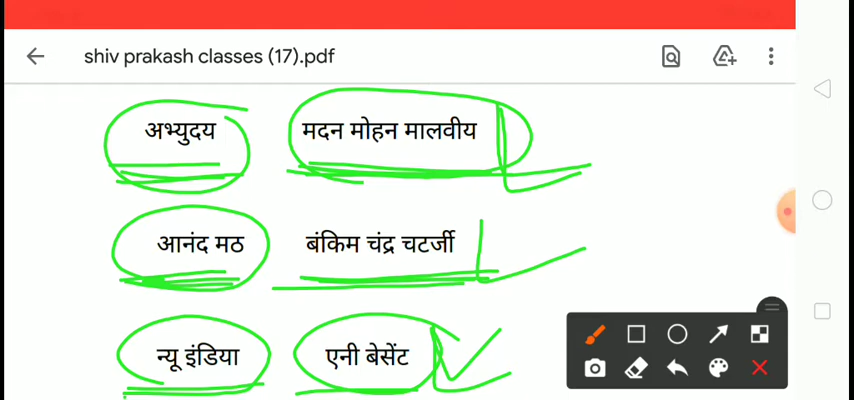 shiv prakash classes (17).pdf
अभ्युदय मदन मोहन मालवीय
आनंद मठ बंकिम चंद्र चटर्जी
न्यू इंडिया एनी बेसेंट